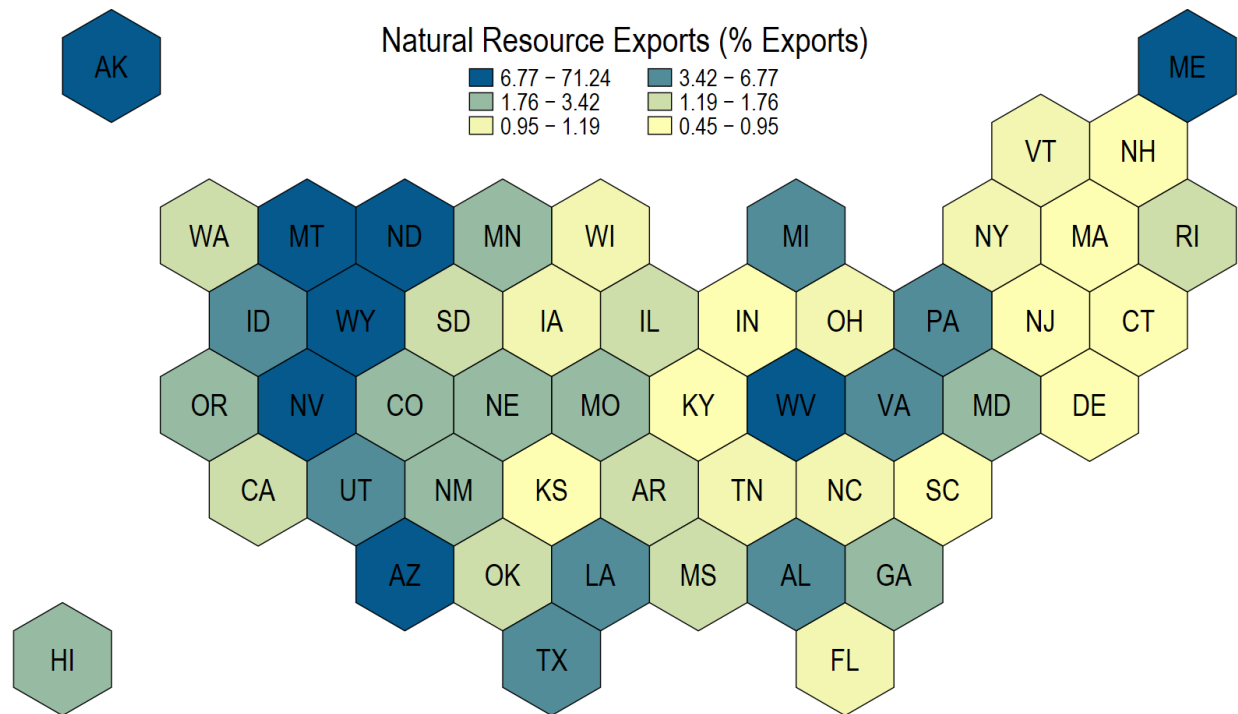 Natural Resource Exports (% Exports)
6.77 – 71.24 3.42 – 6.77
1.76 – 3.42 1.19 – 1.76
0.95 – 1.19 0.45 – 0.95
AK ME
VT NH
WA MT ND MN WI MI NY MA RI
ID WY SD IA IL IN OH PA NJ CT
OR NV CO NE MO KY WV VA MD DE
CA UT NM KS AR TN NC SC
AZ OK LA MS AL GA
HI TX FL